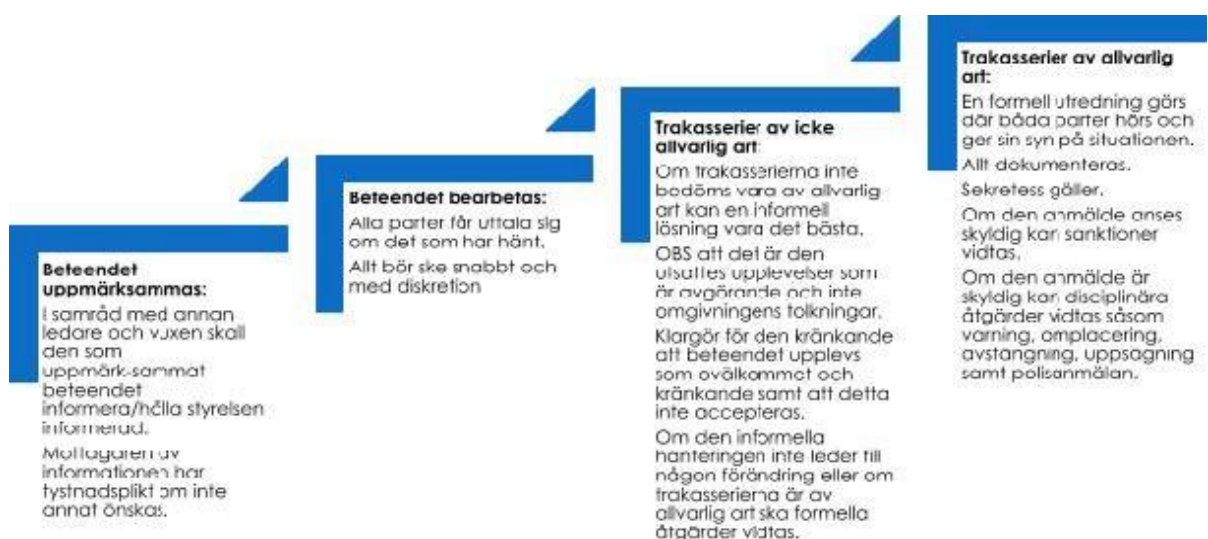 Beteendet
uppmärksammas:
I samråd med annan
ledare och vuxen skall
den som
uppmärk-sammat
beteendet
informera/hålla styrelsen
informerad.
Mottagaren av
informationen har
tystnadsplikt om inte
annat önskas.
Beteendet bearbetas:
Alla parter får uttala sig
om det som har hänt.
Allt bör ske snabbt och
med diskretion
Trakasserier av icke
allvarlig art:
Om trakasserierna inte
bedöms vara av allvarlig
art kan en informell
lösning vara det bästa.
OBS att det är den
utsattes upplevelser som
är avgörande och inte
omgivningens tolkningar.
Klargör för den kränkande
att beteendet upplevs
som ovälkommet och
kränkande samt att detta
inte accepteras.
Om den informella
hanteringen inte leder till
någon förändring eller om
trakasserierna är av
allvarlig art ska formella
åtgärder vidtas.
Trakasserier av allvarlig
art:
En formell utredning görs
där båda parter hörs och
ger sin syn på situationen.
Allt dokumenteras.
Sekretess gäller.
Om den anmälde anses
skyldig kan sanktioner
vidtas.
Om den anmälde är
skyldig kan disciplinära
åtgärder vidtas såsom
varning, omplacering,
avstängning, uppsägning
samt polisanmälan.